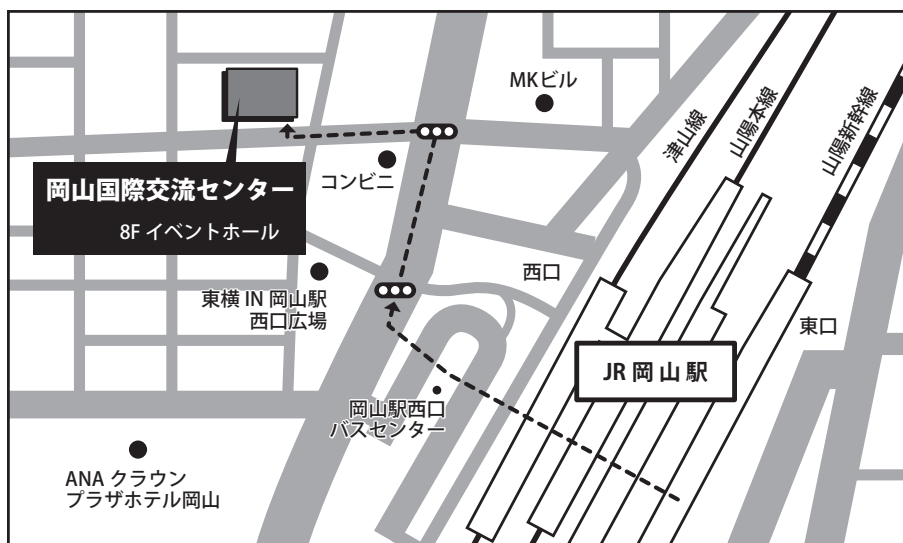 MKビル
津山線
山陽本線
山陽新幹線
コンビニ
岡山国際交流センター
8F イベントホール
西口
東横 IN 岡山駅
西口広場
東口
JR 岡 山 駅
岡山駅西口
バスセンター
ANA クラウン
プラザホテル岡山